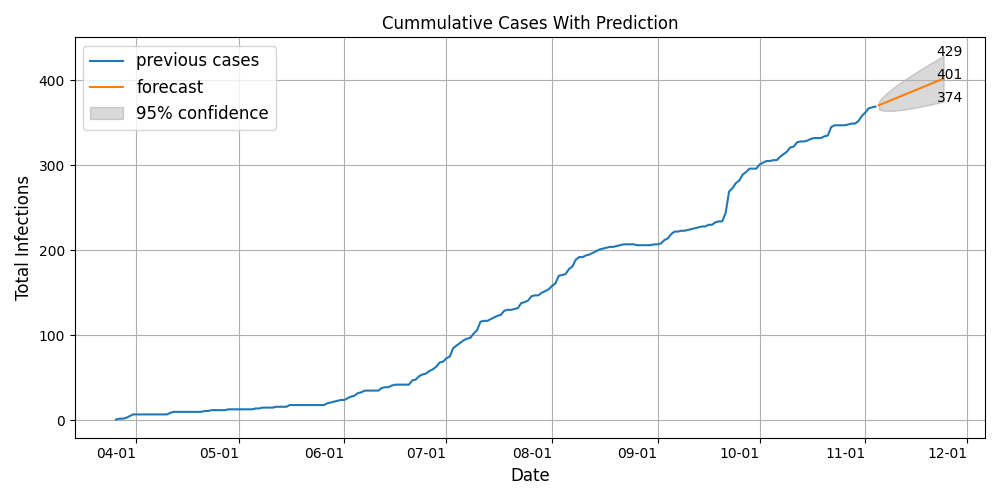 Cummulative Cases With Prediction
previous cases
forecast
95% confidence
429
401
374
400
300
200
100
0
Total Infections
04-01 05-01 06-01 07-01 08-01 09-01 10-01 11-01 12-01
Date